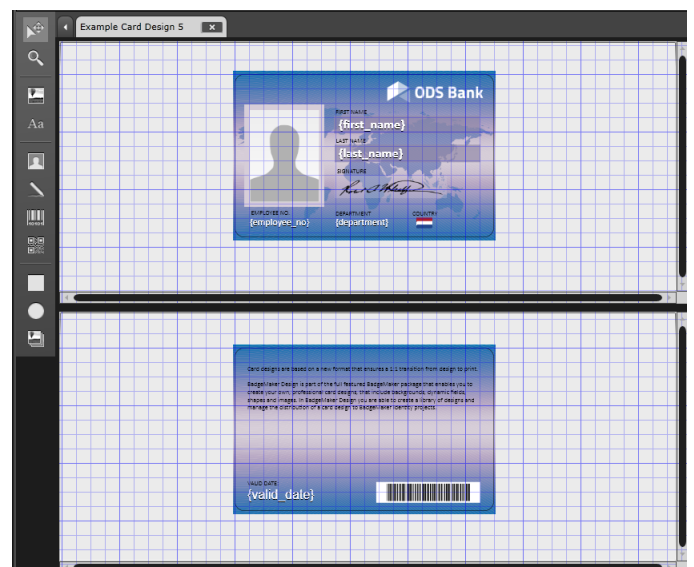 Example Card Design 5
Aa
ODS Bank
FIRST NAME
{first_name}
LAST NAME
{last_name}
SIGNATURE
EMPLOYEE NO.
{employee_no}
DEPARTMENT
{department}
COUNTRY
Card designs are based on a new format that ensures a 1:1 transition from design to print.
BadgeMaker Design is part of the full featured BadgeMaker package that enables you to
create your own, professional card designs, that include backgrounds, dynamic fields,
shapes and images. In BadgeMaker Design you are able to create a library of designs and
manage the distribution of a card design to BadgeMaker Identity projects.
VALID DATE
{valid_date}